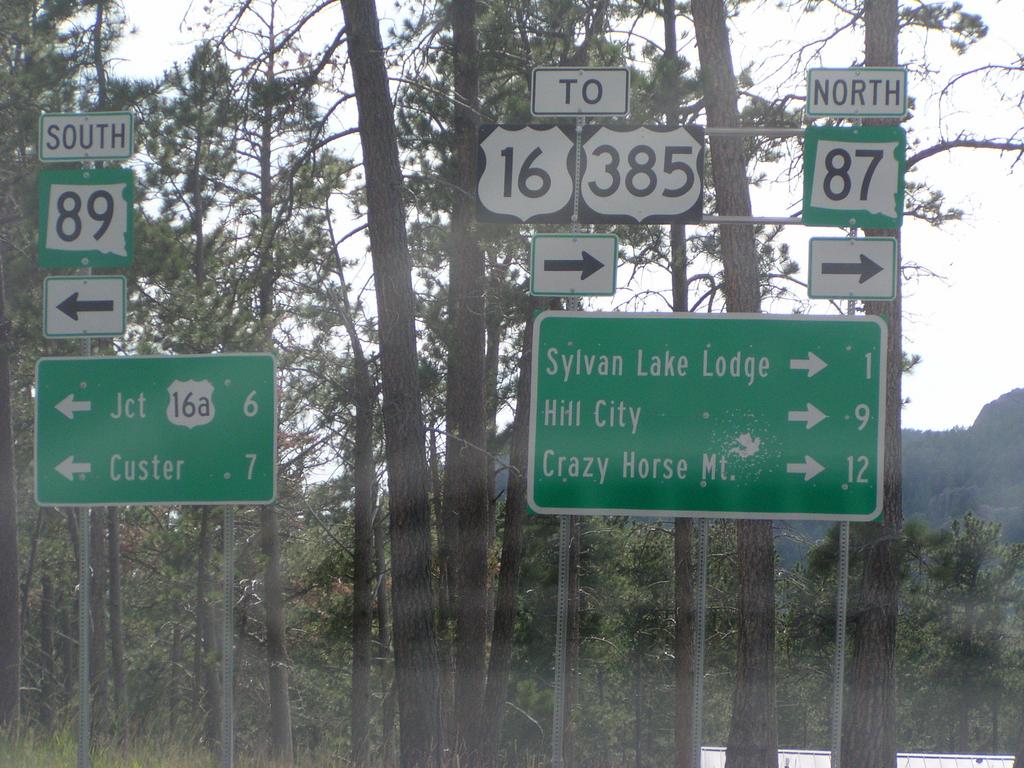 SOUTH
89
Jct 16a 6
Custer 7
TO
16 385
NORTH
87
Sylvan Lake Lodge 1
Hill City 9
Crazy Horse Mt. 12